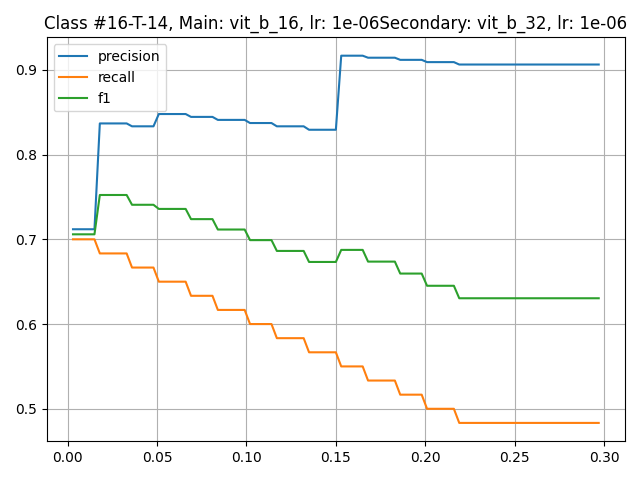 Class #16-T-14, Main: vit_b_16, lr: 1e-06Secondary: vit_b_32, lr: 1e-06
precision
recall
f1
0.9
0.8
0.7
0.6
0.5
0.00 0.05 0.10 0.15 0.20 0.25 0.30